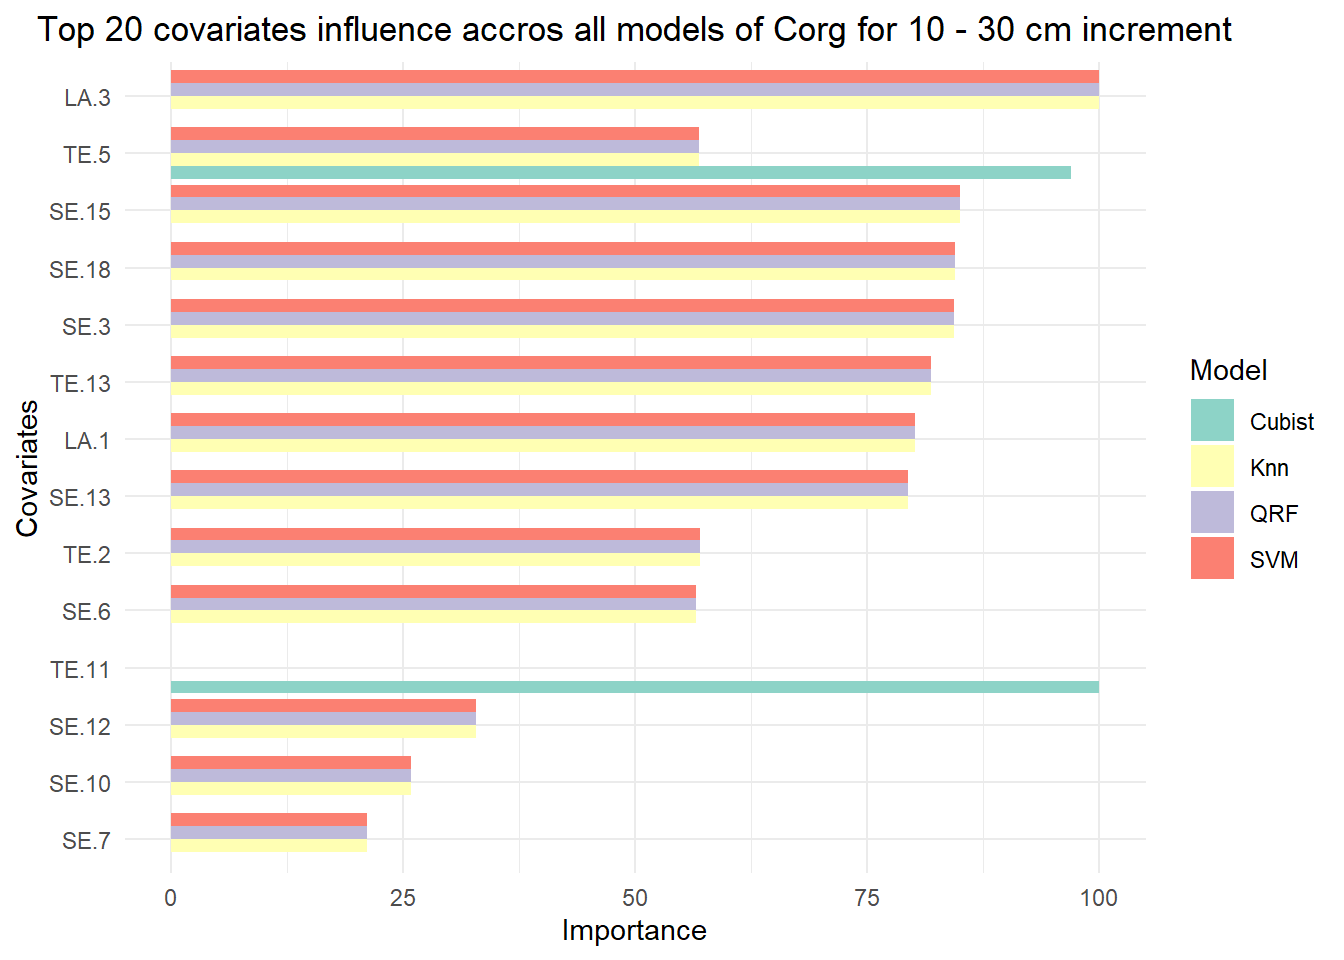 Top 20 covariates influence accros all models of Corg for 10 - 30 cm increment
LA.3
TE.5
SE.15
SE.18
SE.3
TE.13
LA.1
SE.13
TE.2
SE.6
TE.11
SE.12
SE.10
SE.7
Covariates
0 25 50 75 100
Importance
Model
Cubist
Knn
QRF
SVM